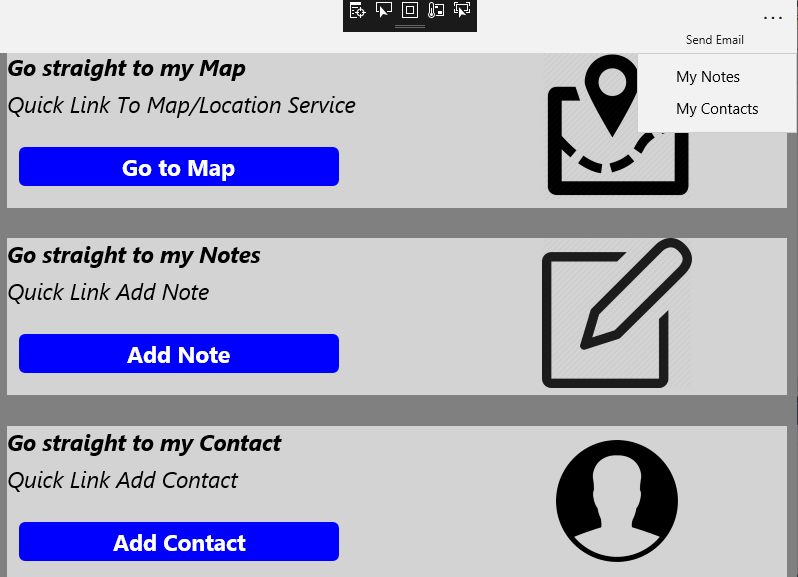 ...
Send Email
My Notes
My Contacts
Go straight to my Map
Quick Link To Map/Location Service
Go to Map
Go straight to my Notes
Quick Link Add Note
Add Note
Go straight to my Contact
Quick Link Add Contact
Add Contact